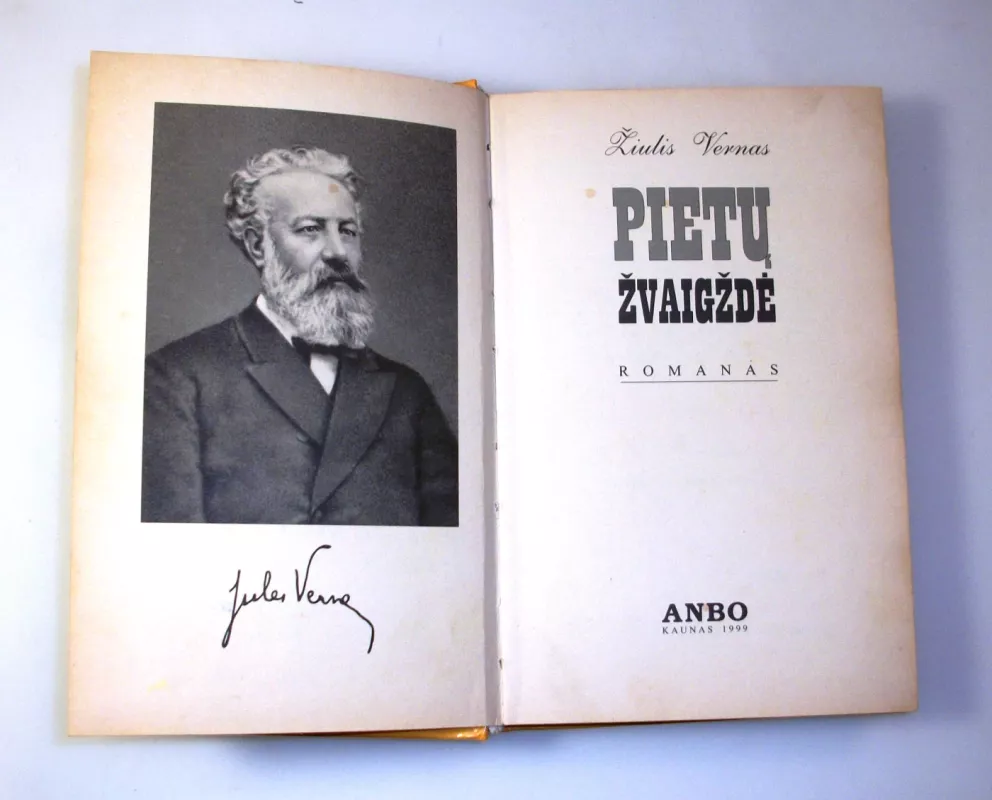 Jules Verne
Žiulis Vernas
PIETŲ
ŽVAIGŽDĖ
ROMANAS
ANBO
KAUNAS 1999